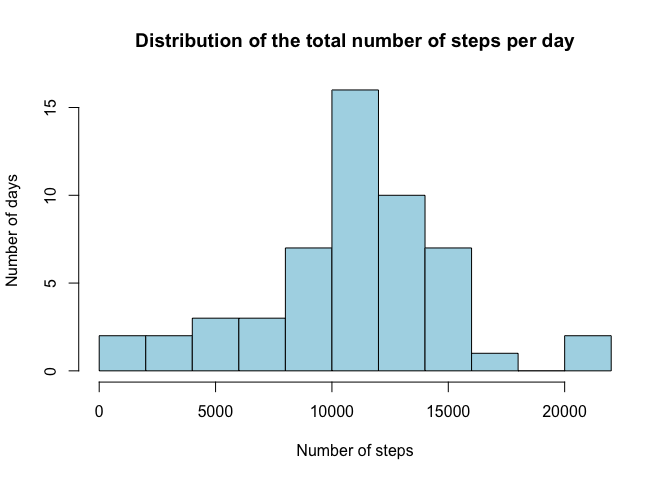 Distribution of the total number of steps per day
Number of days
15
10
5
0
0 5000 10000 15000 20000
Number of steps